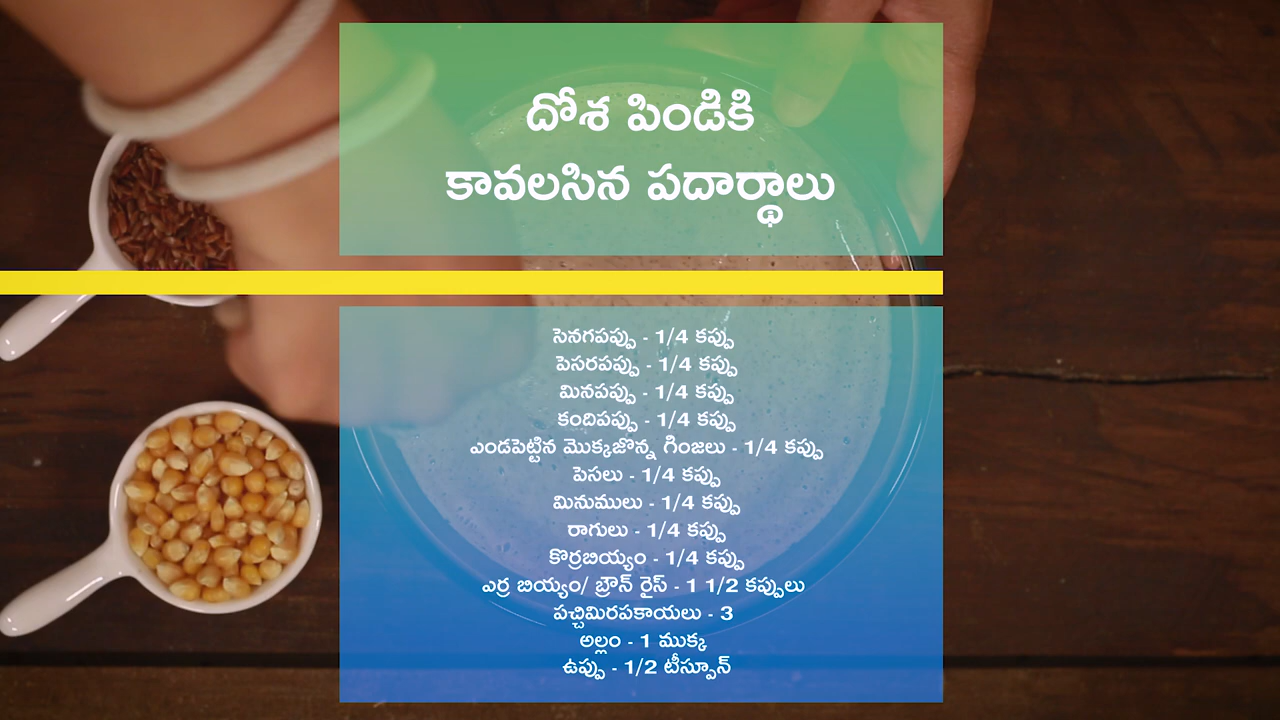 దోశ పిండికి
కావలసిన పదార్థాలు
సెనగపప్పు - 1/4 కప్పు
పెసరపప్పు - 1/4 కప్పు
మినపప్పు - 1/4 కప్పు
కందిపప్పు - 1/4 కప్పు
ఎండపెట్టిన మొక్కజొన్న గింజలు - 1/4 కప్పు
పెసలు - 1/4 కప్పు
మినుములు - 1/4 కప్పు
రాగులు - 1/4 కప్పు
కొర్రబియ్యం - 1/4 కప్పు
ఎర్ర బియ్యం/ బ్రౌన్ రైస్ - 1 1/2 కప్పులు
పచ్చిమిరపకాయలు - 3
అల్లం - 1 ముక్క
ఉప్పు - 1/2 టీస్పూన్